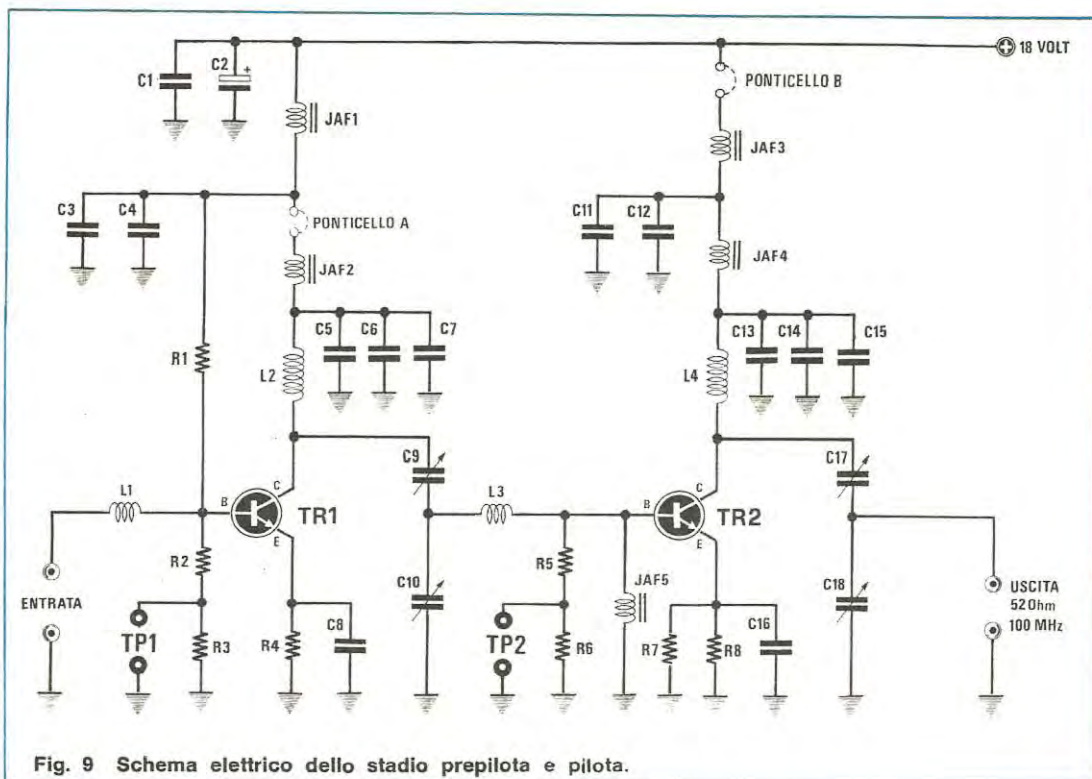 18 VOLT
C1
C2
+
JAF1
PONTICELLO B
JAF3
C3
C4
PONTICELLO A
C11
C12
JAF2
JAF4
C5
C6
C7
C13
C14
C15
R1
L2
L4
C9
C17
L1
B
C
E
TR1
L3
B
C
E
TR2
R2
R5
JAF5
ENTRATA
C10
C18
USCITA
52 Ohm
100 MHz
TP1
R3
R4
C8
TP2
R6
R7
R8
C16
Fig. 9 Schema elettrico dello stadio prepilota e pilota.